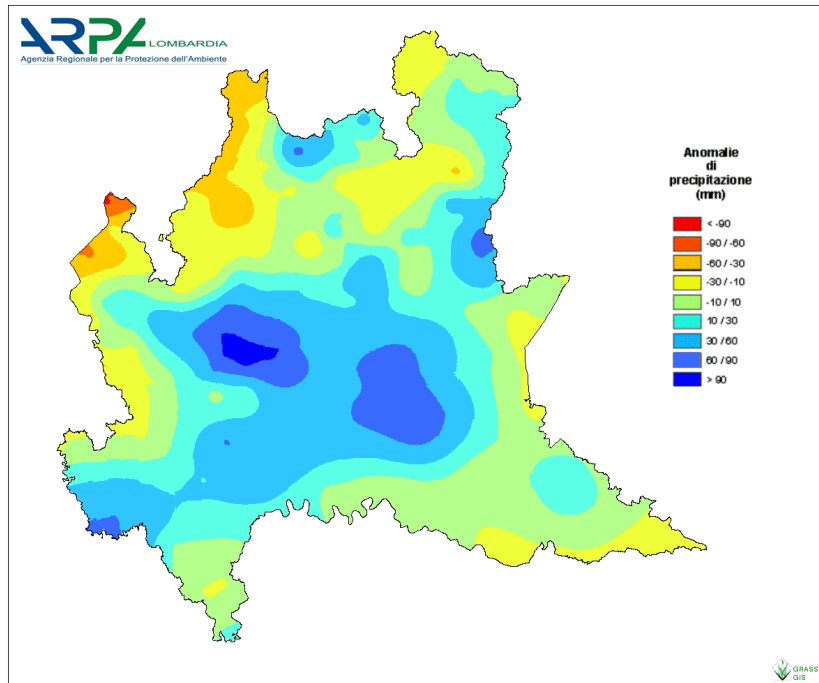 ARPA LOMBARDIA
Agenzia Regionale per la Protezione dell'Ambiente
Anomalie
di
precipitazione
(mm)
< -90
-90 / -60
-60 / -30
-30 / -10
-10 / 10
10 / 30
30 / 60
60 / 90
> 90
GRASS
GIS